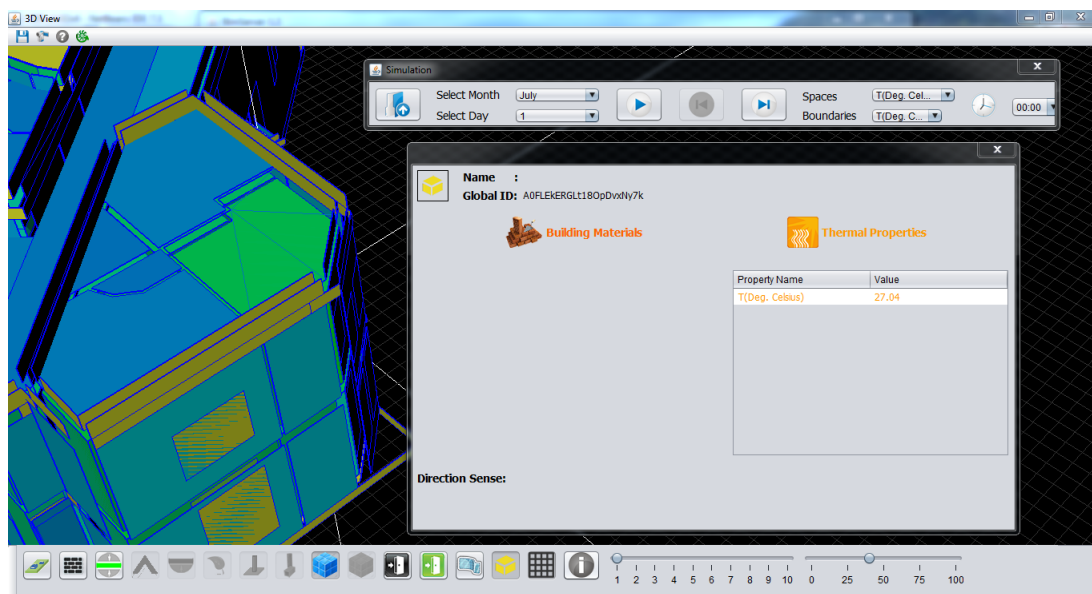 3D View
Simulation
X
Select Month July
Select Day 1
Spaces T(Deg. Cel...
Boundaries T(Deg. C...
00:00
X
Name :
Global ID: A0FLEkERGLt18OpDvxNy7k
Building Materials
Thermal Properties
Property Name Value
T(Deg. Celsius) 27.04
Direction Sense:
1 2 3 4 5 6 7 8 9 10 0 25 50 75 100